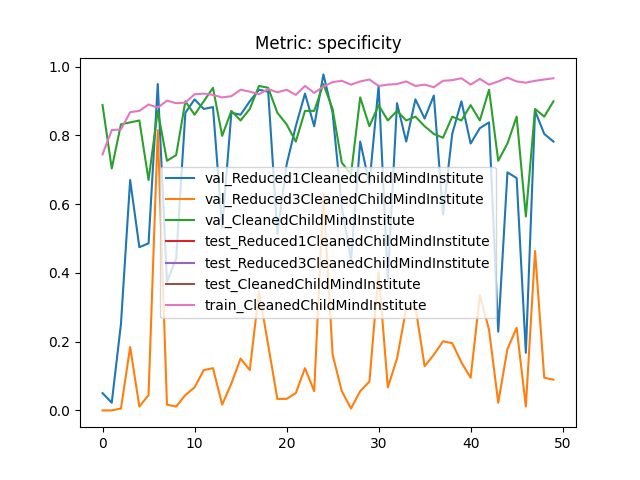 Metric: specificity
1.0
0.8
0.6
0.4
0.2
0.0
val_Reduced1CleanedChildMindInstitute
val_Reduced3CleanedChildMindInstitute
val_CleanedChildMindInstitute
test_Reduced1CleanedChildMindInstitute
test_Reduced3CleanedChildMindInstitute
test_CleanedChildMindInstitute
train_CleanedChildMindInstitute
0 10 20 30 40 50